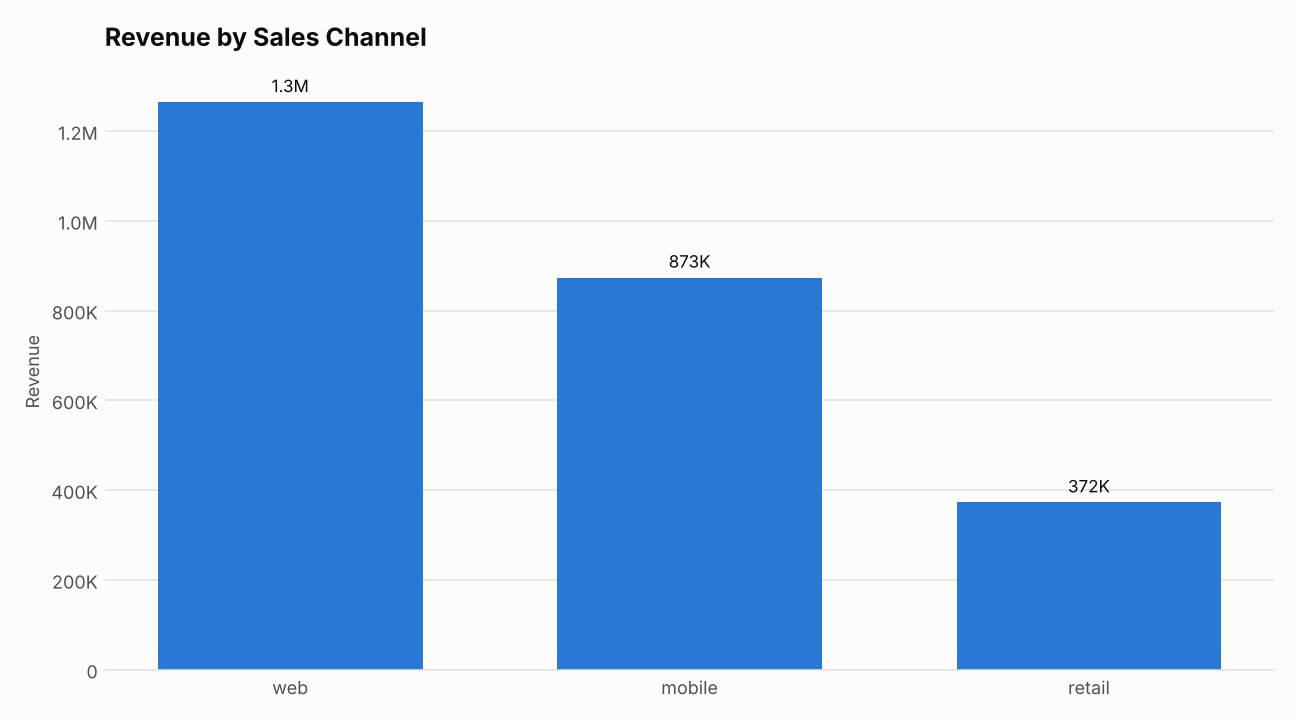 Revenue by Sales Channel
1.3M
1.2M
1.0M
873K
800K
Revenue
600K
400K
372K
200K
0
web
mobile
retail